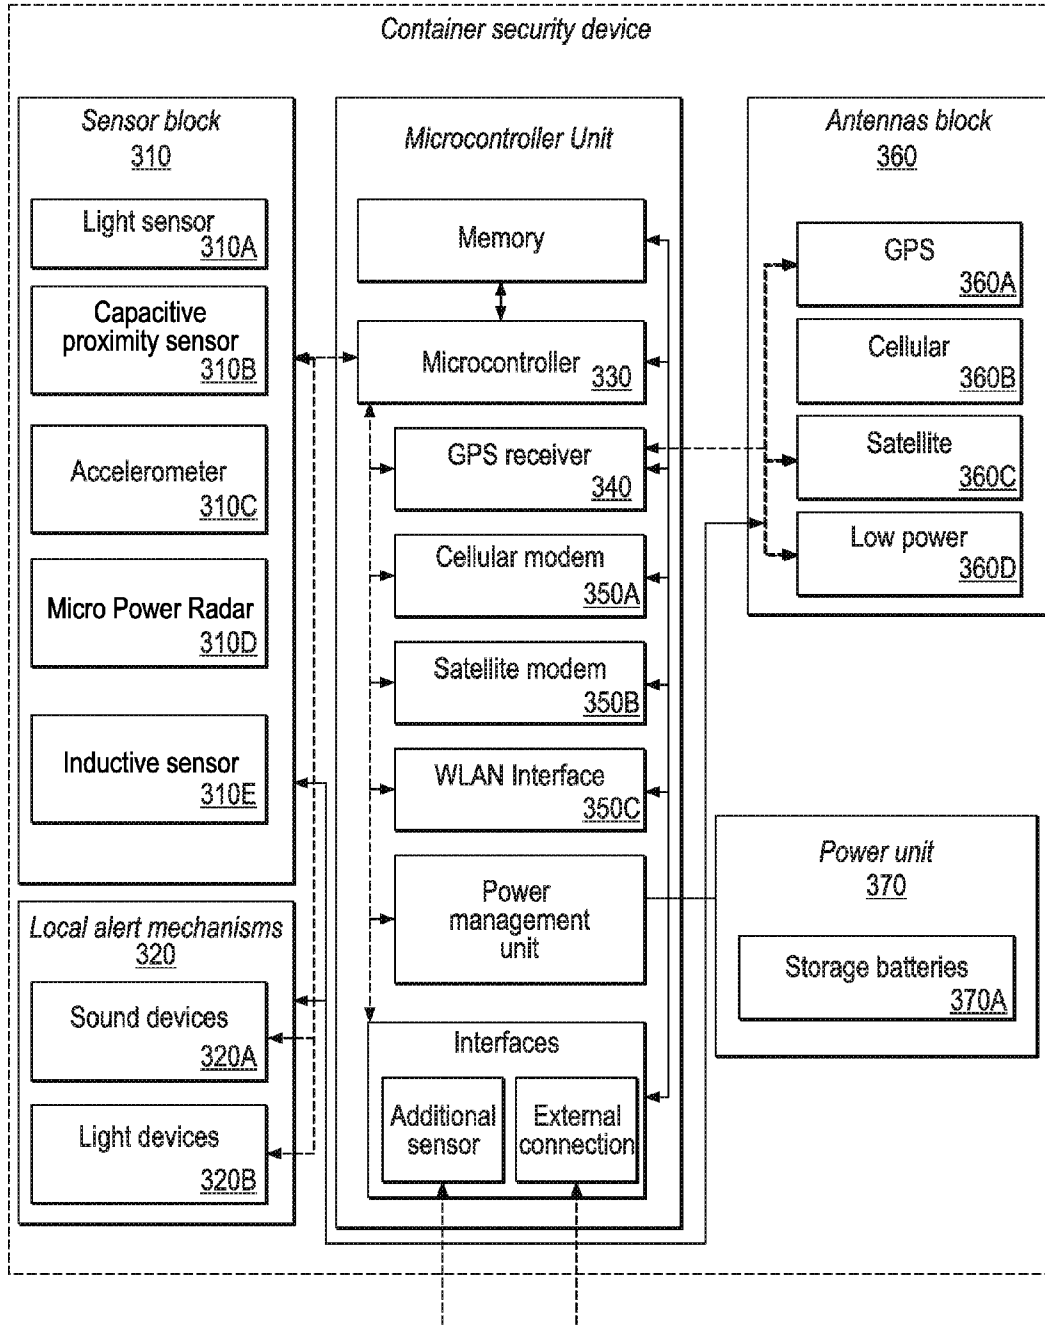 Container security device
Sensor block
310
Light sensor
310A
Capacitive
proximity sensor
310B
Accelerometer
310C
Micro Power Radar
310D
Inductive sensor
310E
Local alert mechanisms
320
Sound devices
320A
Light devices
320B
Microcontroller Unit
Memory
Microcontroller
330
GPS receiver
340
Cellular modem
350A
Satellite modem
350B
WLAN Interface
350C
Power
management
unit
Interfaces
Additional
sensor
External
connection
Antennas block
360
GPS
360A
Cellular
360B
Satellite
360C
Low power
360D
Power unit
370
Storage batteries
370A